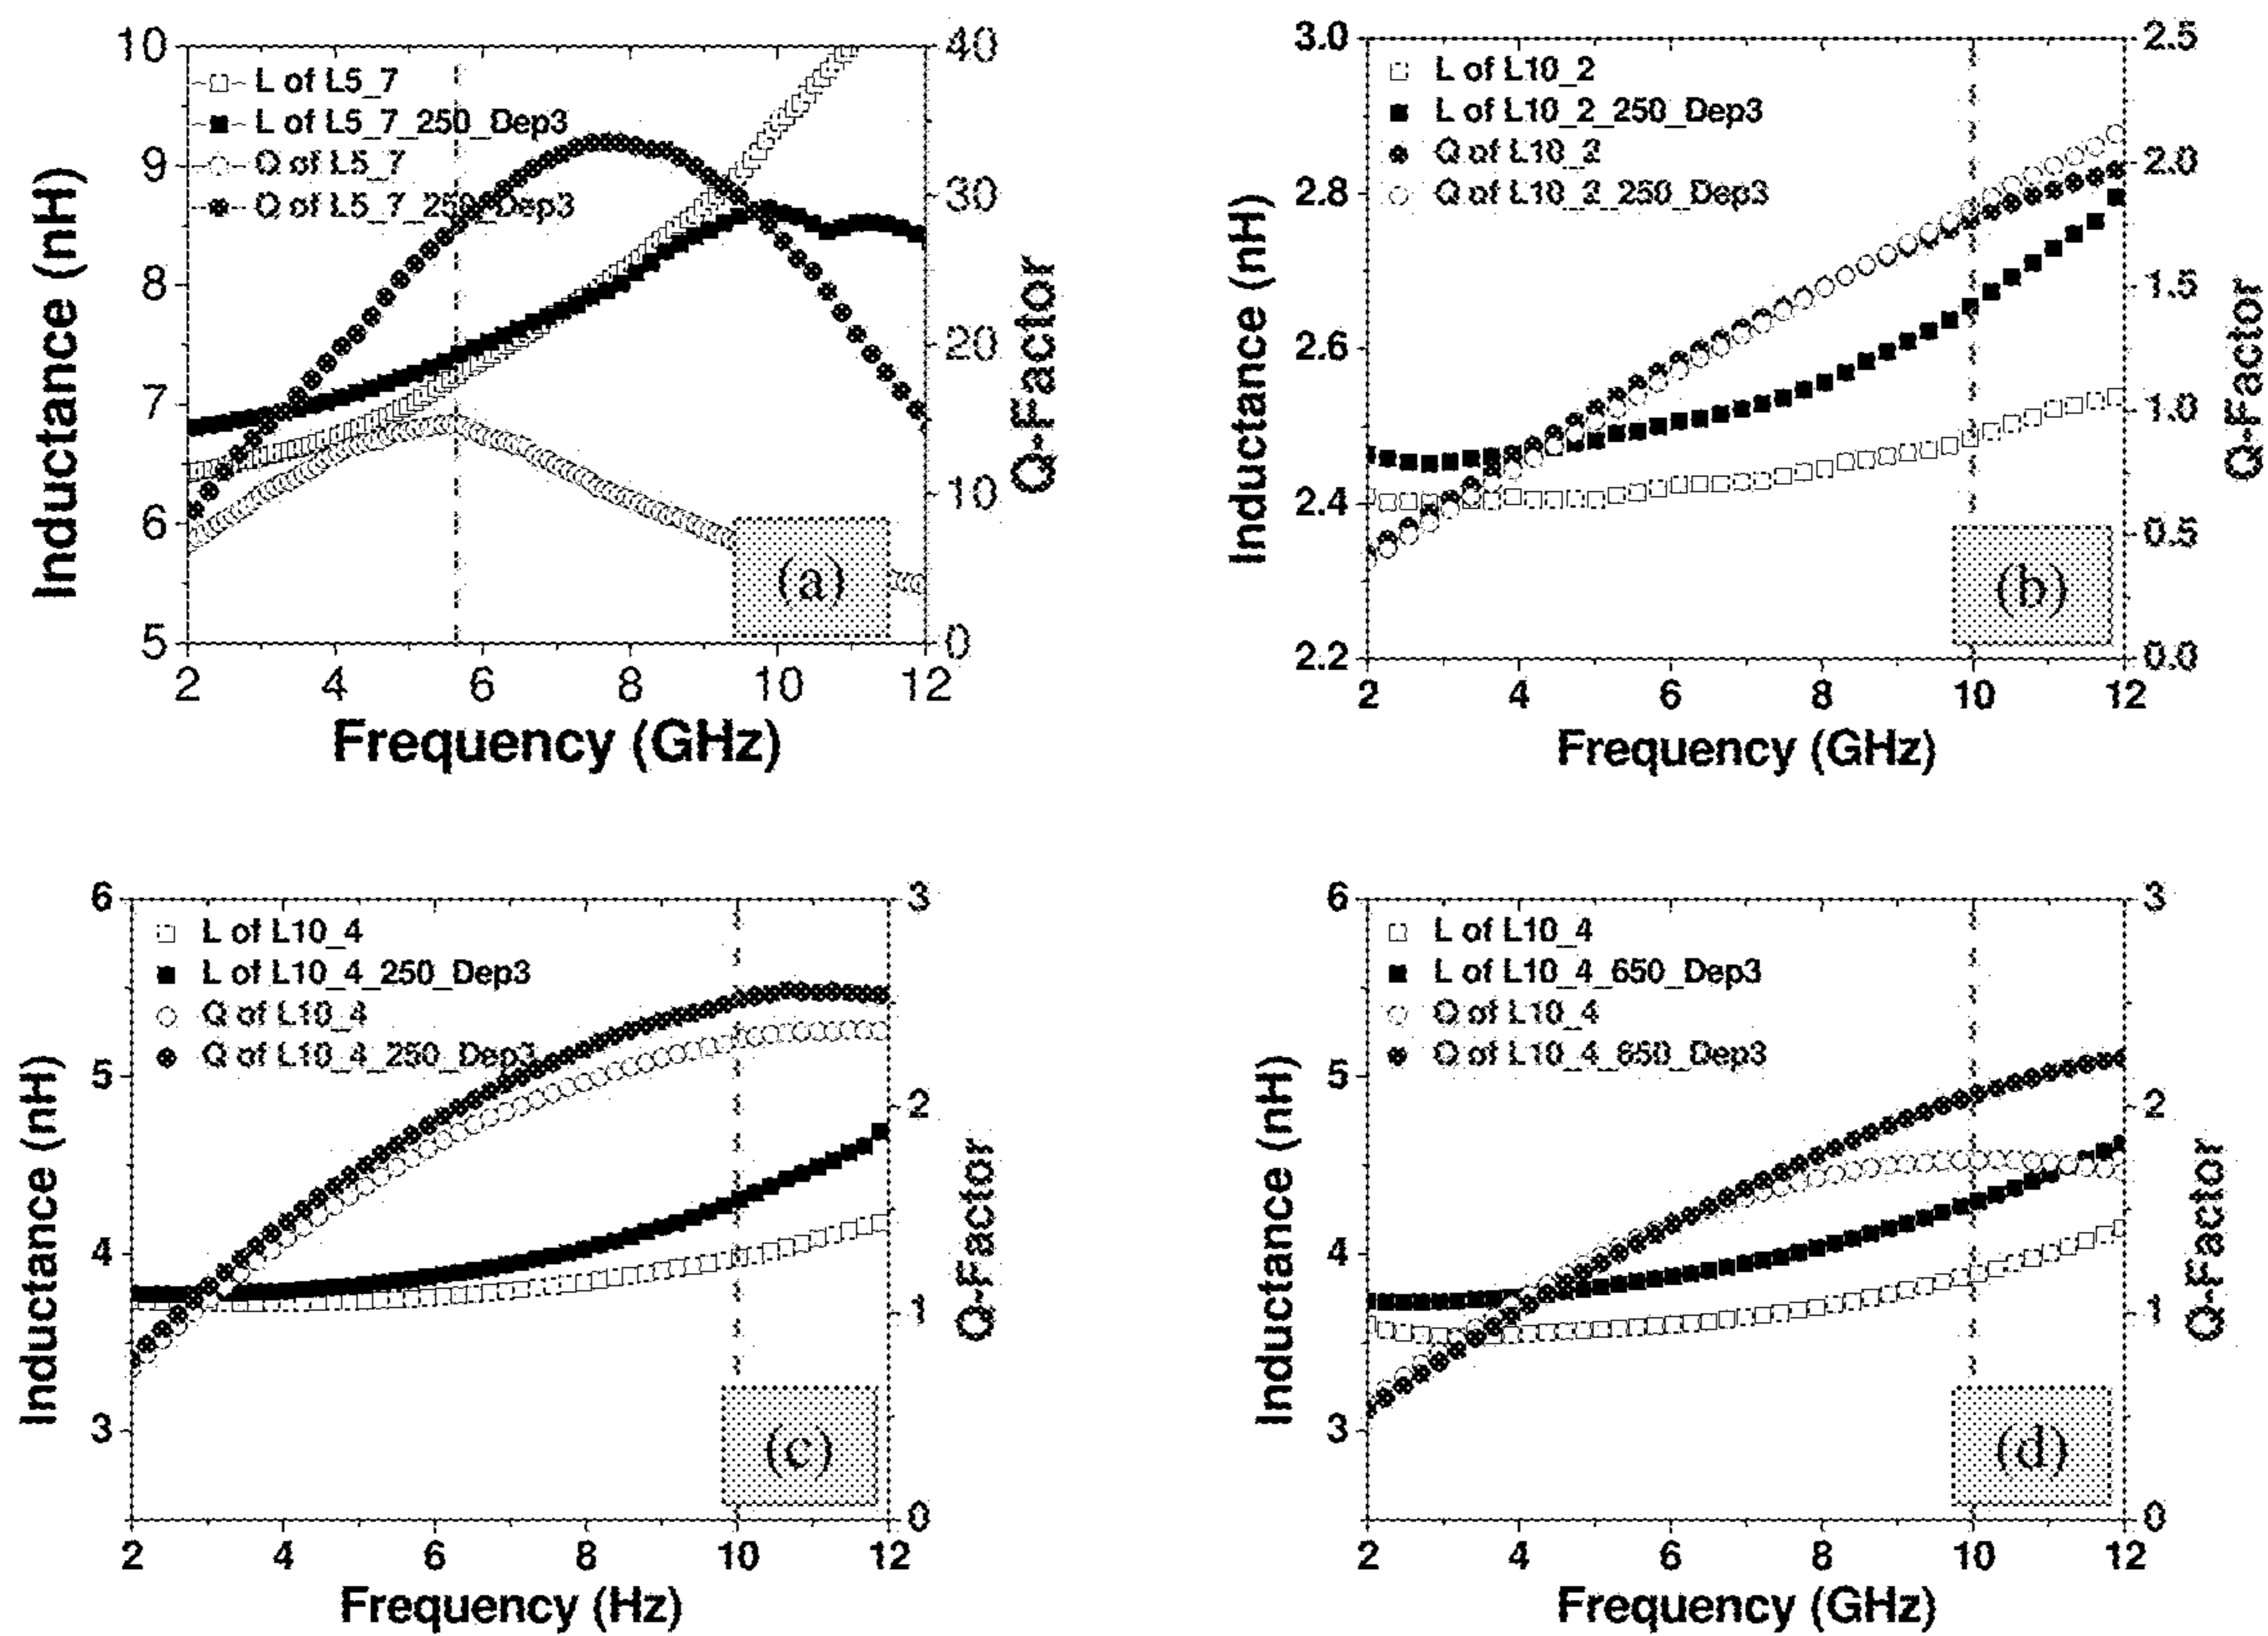 10
9
8
7
6
5
40
30
20
10
0
L of L5_7
L of L5_7_250_Dep3
Q of L5_7
Q of L5_7_250_Dep3
Inductance (nH)
Q-Factor
(a)
2 4 6 8 10 12
Frequency (GHz)
3.0
2.8
2.6
2.4
2.2
2.5
2.0
1.5
1.0
0.5
0.0
L of L10_2
L of L10_2_250_Dep3
Q of L10_2
Q of L10_2_250_Dep3
Inductance (nH)
Q-Factor
(b)
2 4 6 8 10 12
Frequency (GHz)
6
5
4
3
3
2
1
0
L of L10_4
L of L10_4_250_Dep3
Q of L10_4
Q of L10_4_250_Dep3
Inductance (nH)
Q-Factor
(c)
2 4 6 8 10 12
Frequency (Hz)
6
5
4
3
3
2
1
0
L of L10_4
L of L10_4_650_Dep3
Q of L10_4
Q of L10_4_650_Dep3
Inductance (nH)
Q-Factor
(d)
2 4 6 8 10 12
Frequency (GHz)